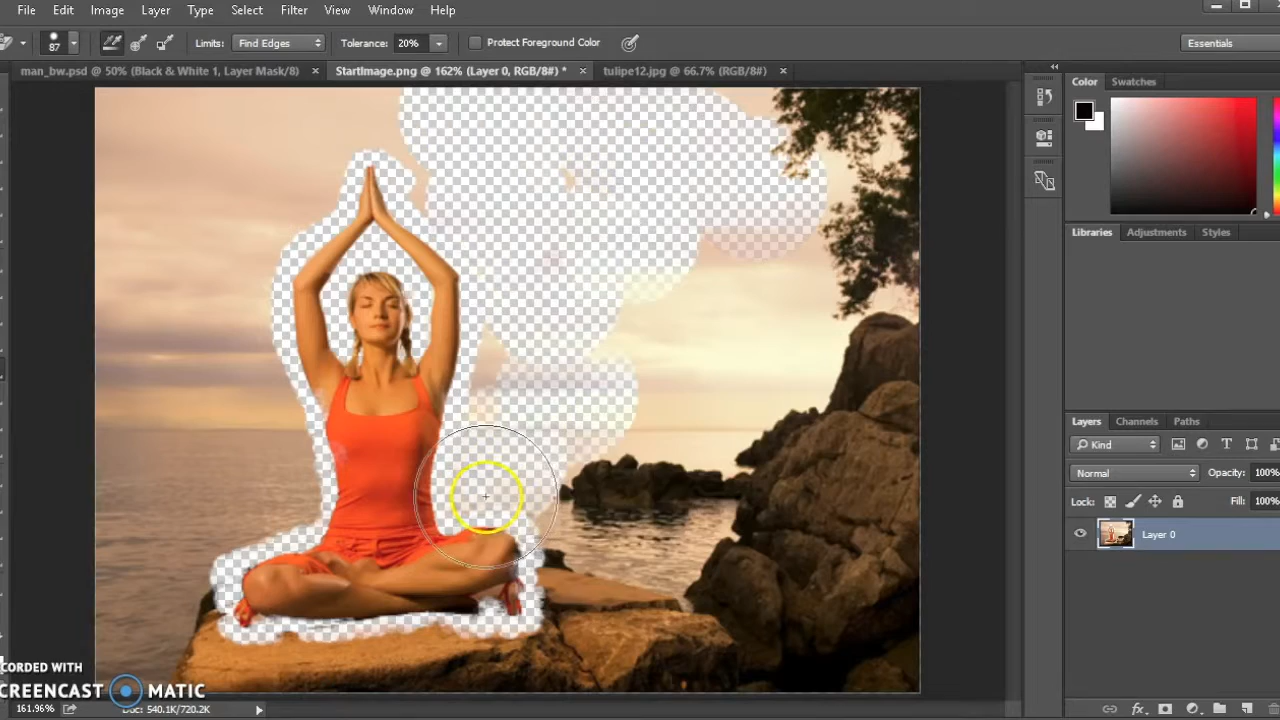 File Edit Image Layer Type Select Filter View Window Help
87 Limits: Find Edges Tolerance: 20% Protect Foreground Color Essentials
man_bw.psd @ 50% (Black & White 1, Layer Mask/8) × StartImage.png @ 162% (Layer 0, RGB/8#) * × tulipe12.jpg @ 66.7% (RGB/8#) ×
Color Swatches
Libraries Adjustments Styles
Layers Channels Paths
Kind
Normal Opacity: 100%
Lock: Fill: 100%
Layer 0
CORDED WITH
SCREENCAST MATIC
161.96% Doc: 540.1K/720.2K